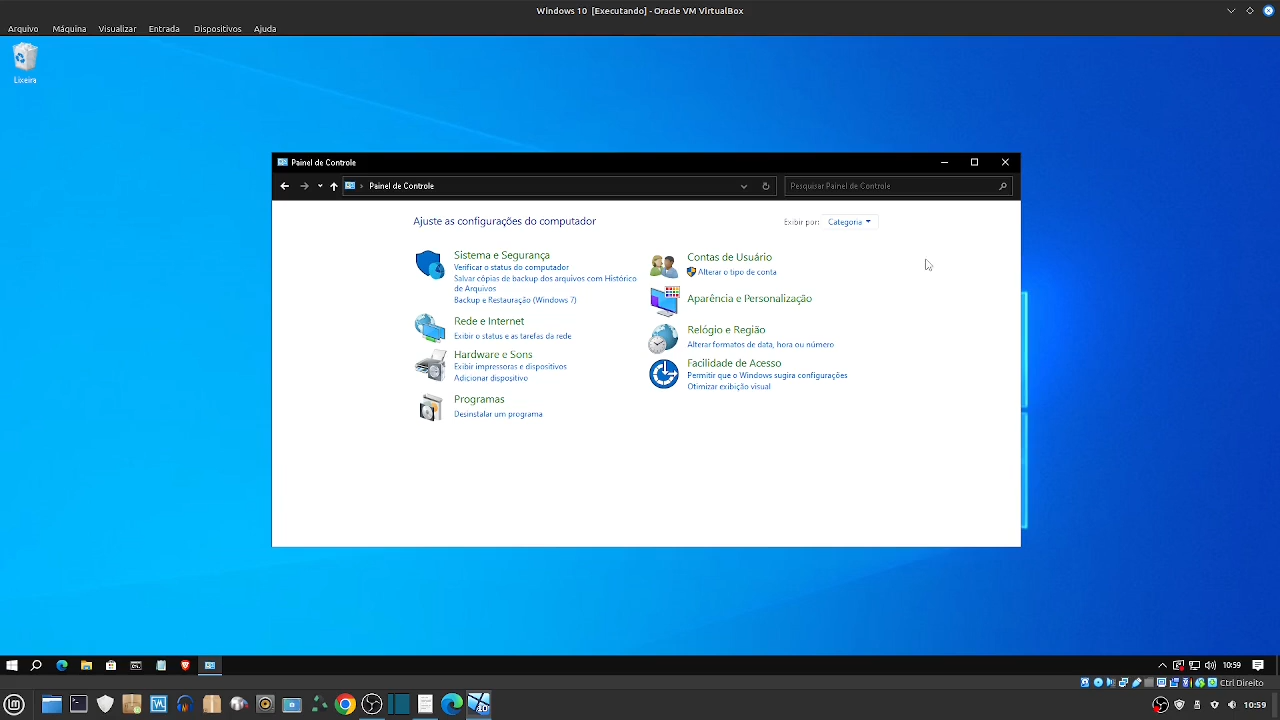 Windows 10 [Executando] - Oracle VM VirtualBox
Arquivo Máquina Visualizar Entrada Dispositivos Ajuda
Lixeira
Painel de Controle
Painel de Controle
Pesquisar Painel de Controle
Ajuste as configurações do computador
Exibir por: Categoria
Sistema e Segurança
Verificar o status do computador
Salvar cópias de backup dos arquivos com Histórico
de Arquivos
Backup e Restauração (Windows 7)
Rede e Internet
Exibir o status e as tarefas da rede
Hardware e Sons
Exibir impressoras e dispositivos
Adicionar dispositivo
Programas
Desinstalar um programa
Contas de Usuário
Alterar o tipo de conta
Aparência e Personalização
Relógio e Região
Alterar formatos de data, hora ou número
Facilidade de Acesso
Permitir que o Windows sugira configurações
Otimizar exibição visual
10:59
Ctrl Direito
10:59